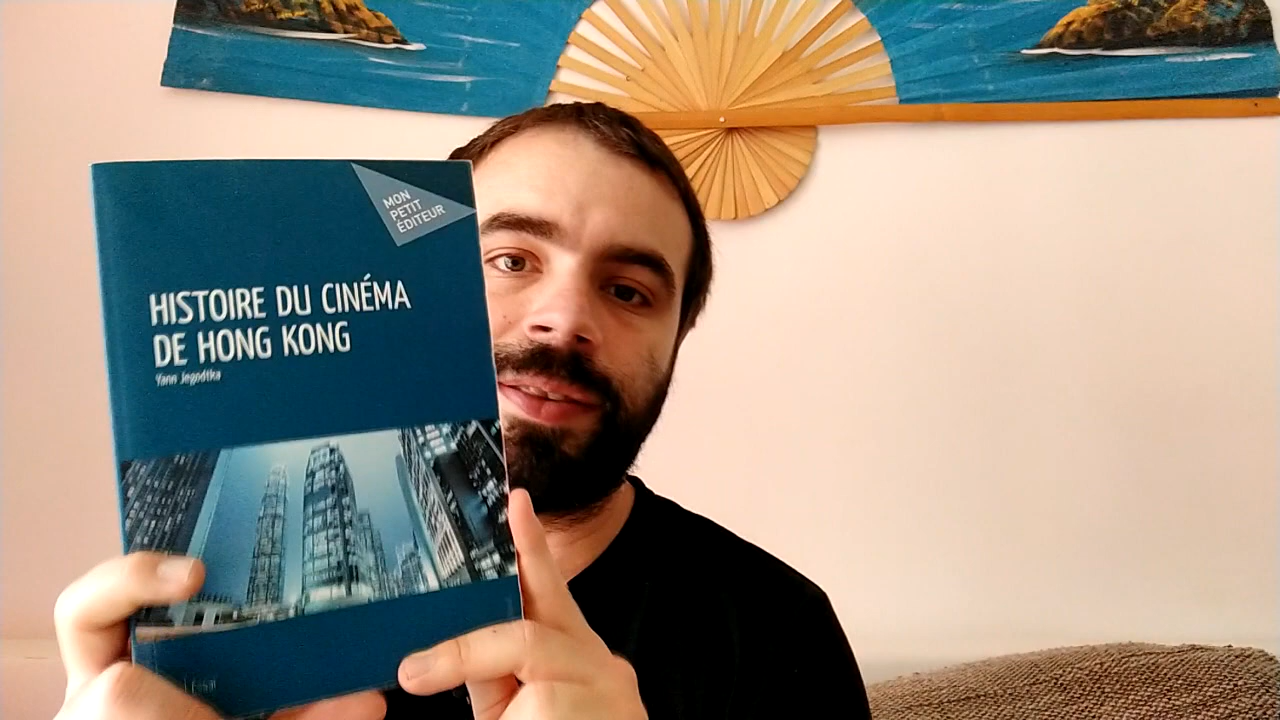 MON
PETIT
ÉDITEUR
HISTOIRE DU CINÉMA
DE HONG KONG
Yann Jegodtka